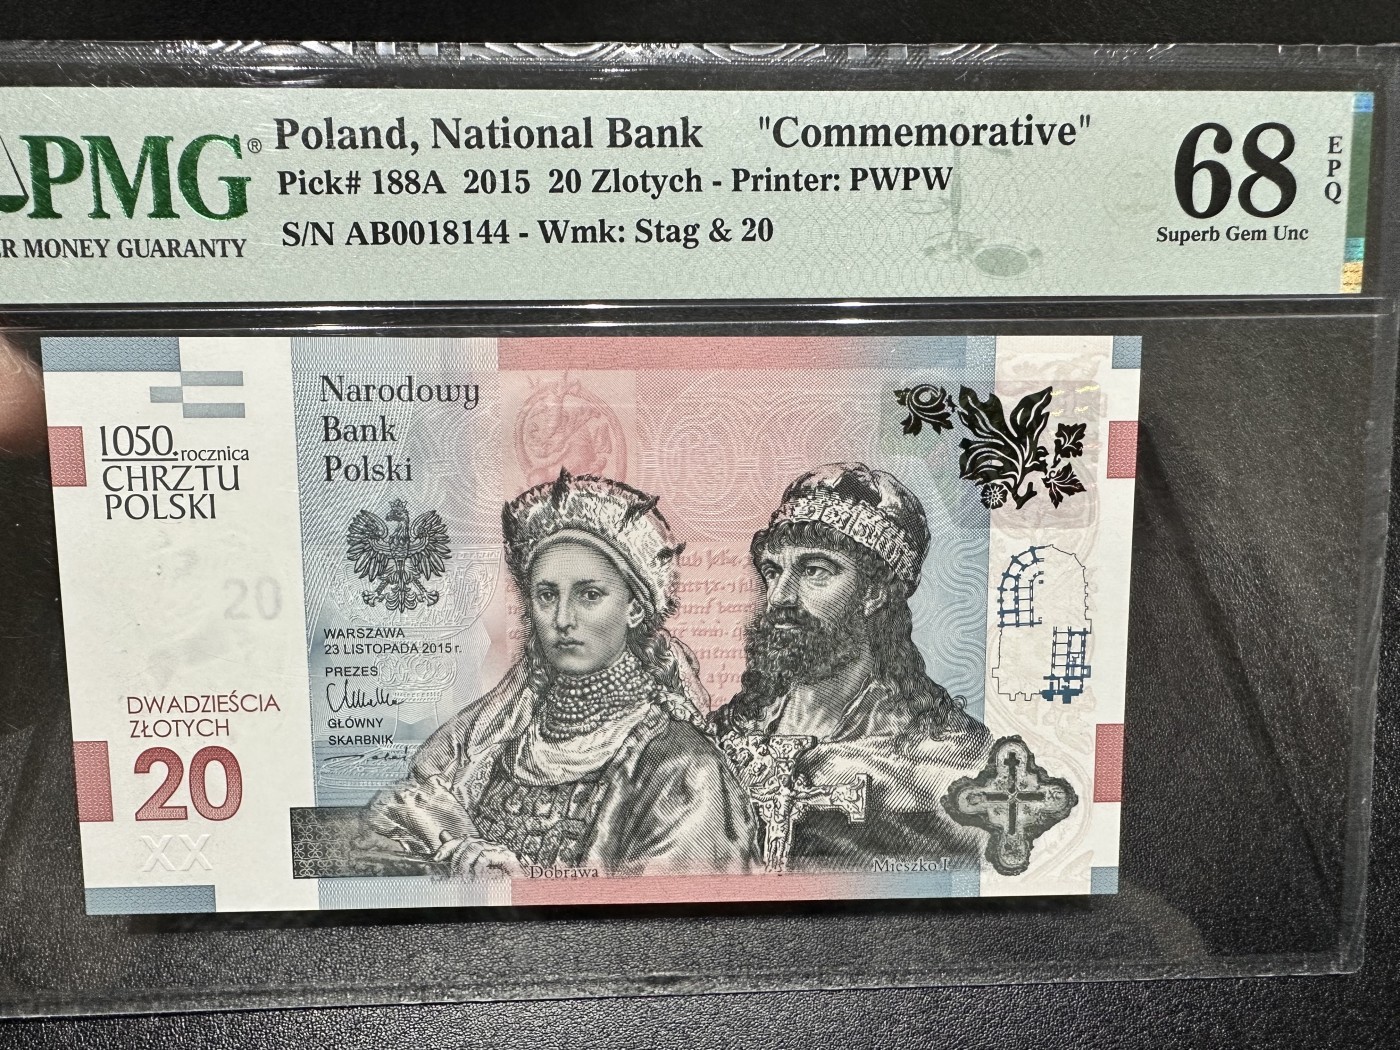 PMG®
R MONEY GUARANTY
Poland, National Bank "Commemorative"
Pick# 188A 2015 20 Zlotych - Printer: PWPW
S/N AB0018144 - Wmk: Stag & 20
68
EPQ
Superb Gem Unc
1050. rocznica
CHRZTU
POLSKI
Narodowy
Bank
Polski
20
WARSZAWA
23 LISTOPADA 2015 r.
PREZES
GŁÓWNY
SKARBNIK
DWADZIEŚCIA
ZŁOTYCH
20
XX
Dobrawa
Mieszko I